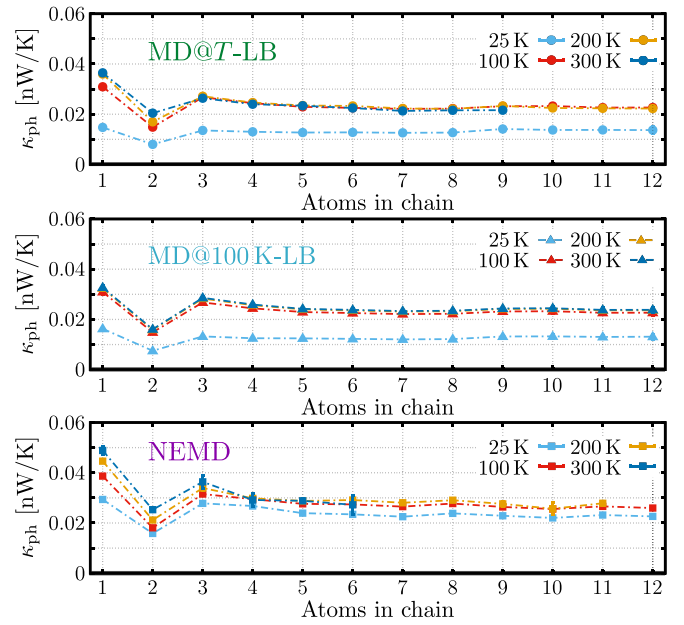 0.06
MD@T-LB
25 K 200 K
100 K 300 K
0.04
κph [nW/K]
0.02
0
1 2 3 4 5 6 7 8 9 10 11 12
Atoms in chain
0.06
MD@100 K-LB
25 K 200 K
100 K 300 K
0.04
κph [nW/K]
0.02
0
1 2 3 4 5 6 7 8 9 10 11 12
Atoms in chain
0.06
NEMD
25 K 200 K
100 K 300 K
0.04
κph [nW/K]
0.02
0
1 2 3 4 5 6 7 8 9 10 11 12
Atoms in chain